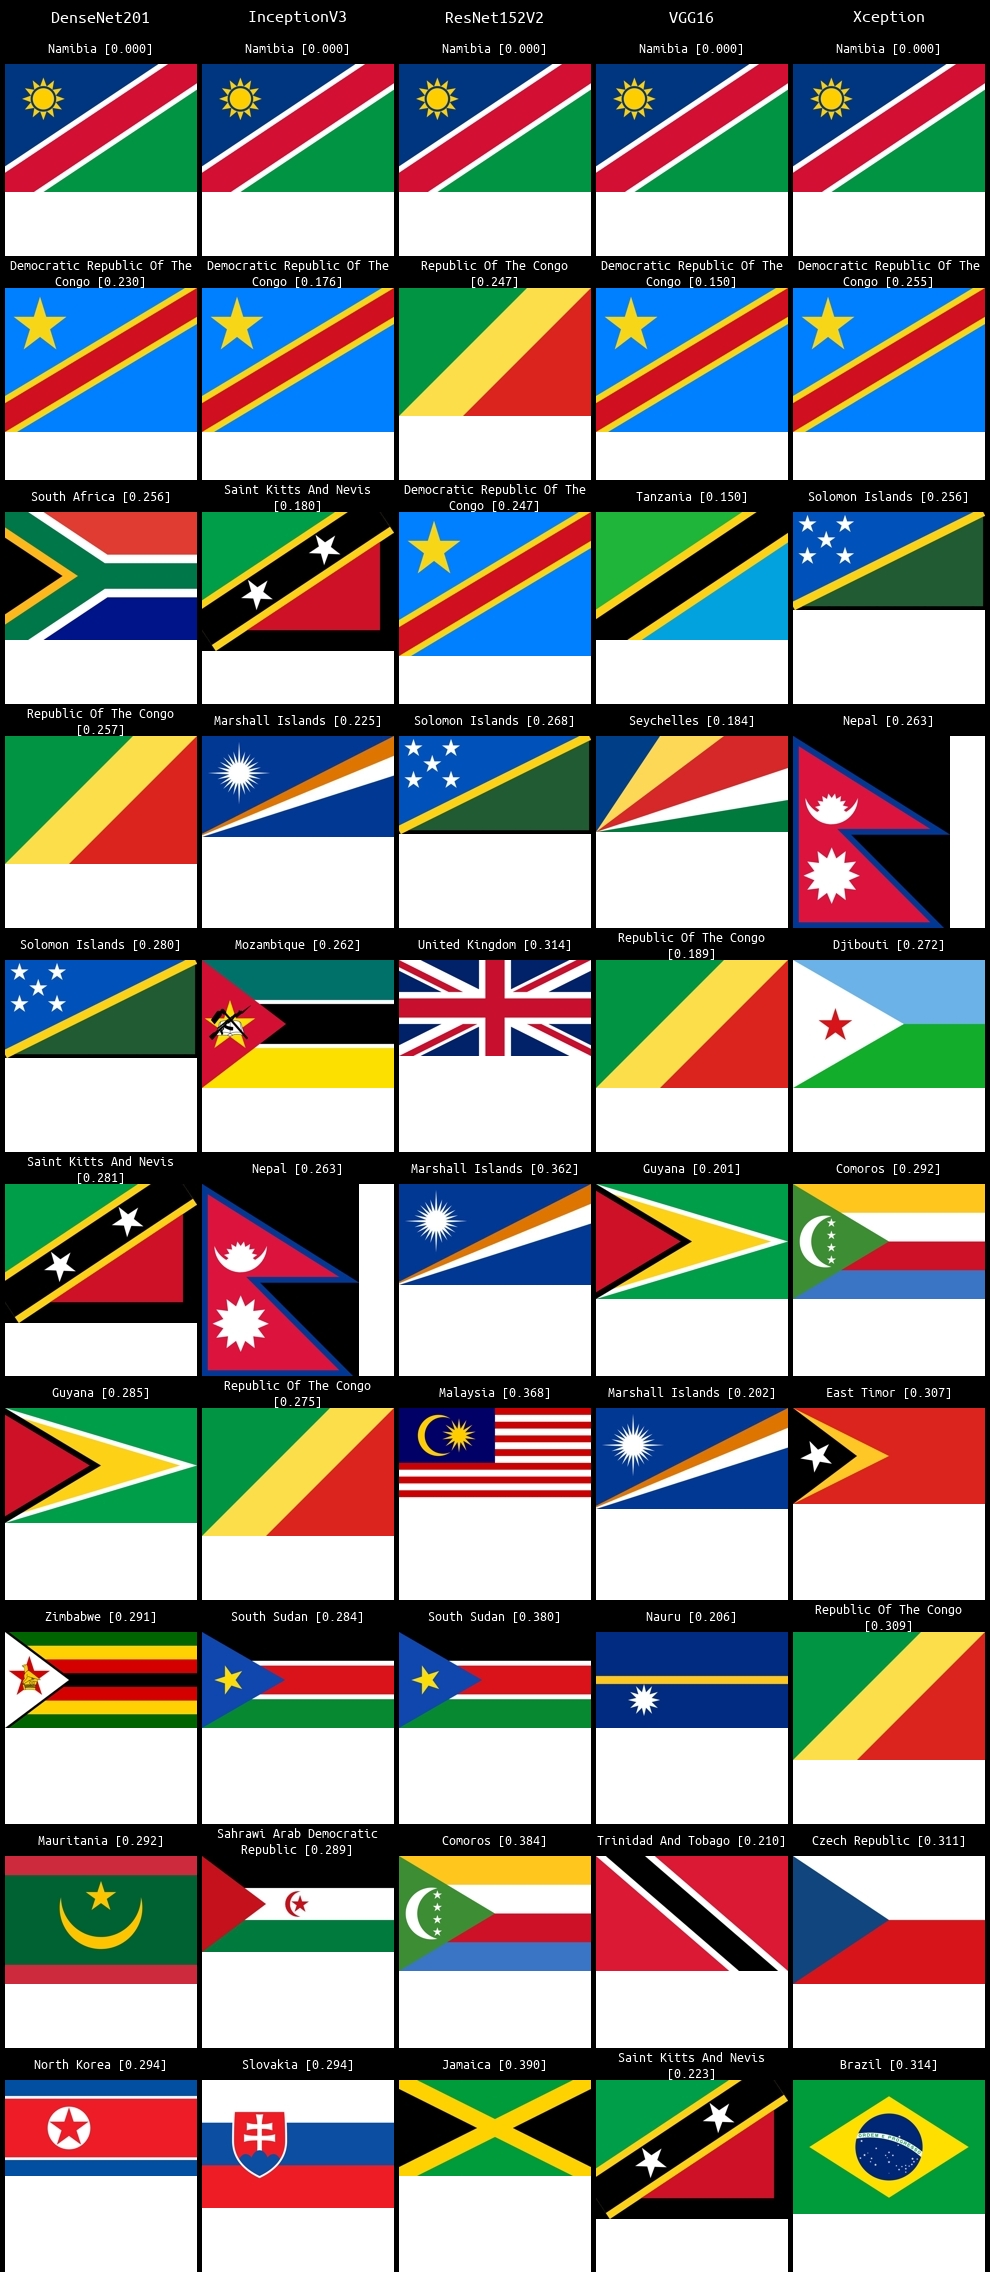 DenseNet201 InceptionV3 ResNet152V2 VGG16 Xception
Namibia [0.000] Namibia [0.000] Namibia [0.000] Namibia [0.000] Namibia [0.000]
Democratic Republic Of The Democratic Republic Of The Republic Of The Congo Democratic Republic Of The Democratic Republic Of The
Congo [0.230] Congo [0.176] [0.247] Congo [0.150] Congo [0.255]
South Africa [0.256] Saint Kitts And Nevis Democratic Republic Of The Tanzania [0.150] Solomon Islands [0.256]
[0.180] Congo [0.247]
Republic Of The Congo Marshall Islands [0.225] Solomon Islands [0.268] Seychelles [0.184] Nepal [0.263]
[0.257]
Solomon Islands [0.280] Mozambique [0.262] United Kingdom [0.314] Republic Of The Congo Djibouti [0.272]
[0.189]
Saint Kitts And Nevis Nepal [0.263] Marshall Islands [0.362] Guyana [0.201] Comoros [0.292]
[0.281]
Guyana [0.285] Republic Of The Congo Malaysia [0.368] Marshall Islands [0.202] East Timor [0.307]
[0.275]
Zimbabwe [0.291] South Sudan [0.284] South Sudan [0.380] Nauru [0.206] Republic Of The Congo
[0.309]
Mauritania [0.292] Sahrawi Arab Democratic Comoros [0.384] Trinidad And Tobago [0.210] Czech Republic [0.311]
Republic [0.289]
North Korea [0.294] Slovakia [0.294] Jamaica [0.390] Saint Kitts And Nevis Brazil [0.314]
[0.223]
ORDEM E PROGRESSO